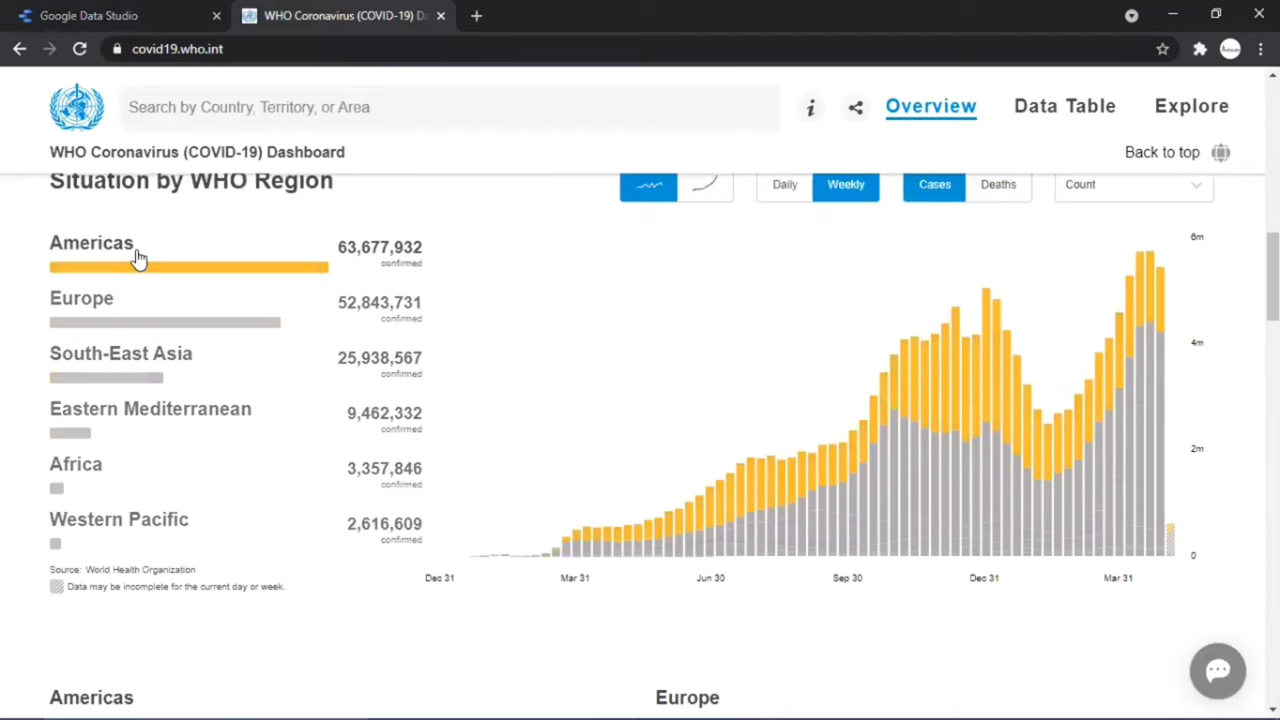 Google Data Studio
WHO Coronavirus (COVID-19) Da
covid19.who.int
Search by Country, Territory, or Area
i
Overview
Data Table
Explore
WHO Coronavirus (COVID-19) Dashboard
Back to top
Situation by WHO Region
Daily
Weekly
Cases
Deaths
Count
Americas
63,677,932
confirmed
Europe
52,843,731
confirmed
South-East Asia
25,938,567
confirmed
Eastern Mediterranean
9,462,332
confirmed
Africa
3,357,846
confirmed
Western Pacific
2,616,609
confirmed
Source: World Health Organization
Data may be incomplete for the current day or week.
6m
4m
2m
0
Dec 31
Mar 31
Jun 30
Sep 30
Dec 31
Mar 31
Americas
Europe